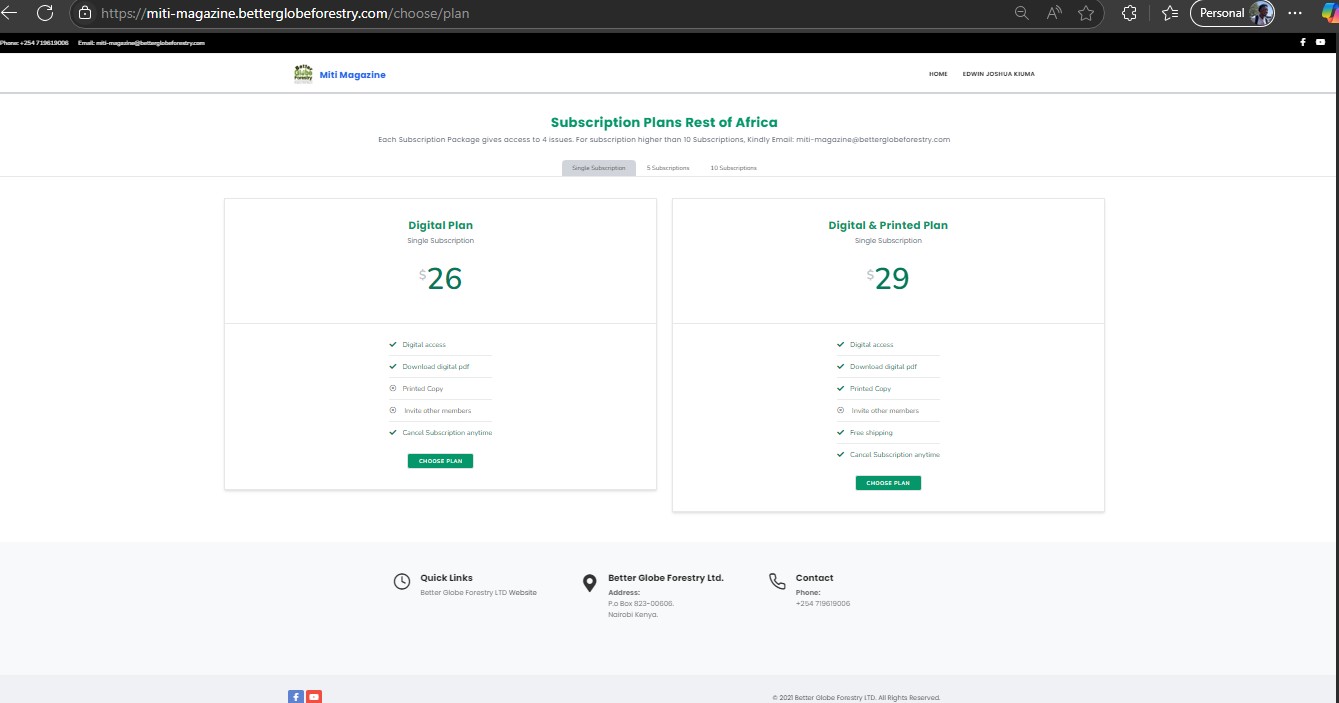 https://miti-magazine.betterglobeforestry.com/choose/plan
Personal
Phone: +254 719619006 Email: miti-magazine@betterglobeforestry.com
Better Globe Forestry
Miti Magazine
HOME EDWIN JOSHUA KIUMA
Subscription Plans Rest of Africa
Each Subscription Package gives access to 4 issues. For subscription higher than 10 Subscriptions, Kindly Email: miti-magazine@betterglobeforestry.com
Single Subscription 5 Subscriptions 10 Subscriptions
Digital Plan
Single Subscription
$26
Digital access
Download digital pdf
Printed Copy
Invite other members
Cancel Subscription anytime
CHOOSE PLAN
Digital & Printed Plan
Single Subscription
$29
Digital access
Download digital pdf
Printed Copy
Invite other members
Free shipping
Cancel Subscription anytime
CHOOSE PLAN
Quick Links
Better Globe Forestry LTD Website
Better Globe Forestry Ltd.
Address:
P.o Box 823-00606.
Nairobi Kenya.
Contact
Phone:
+254 719619006
© 2021 Better Globe Forestry LTD. All Rights Reserved.